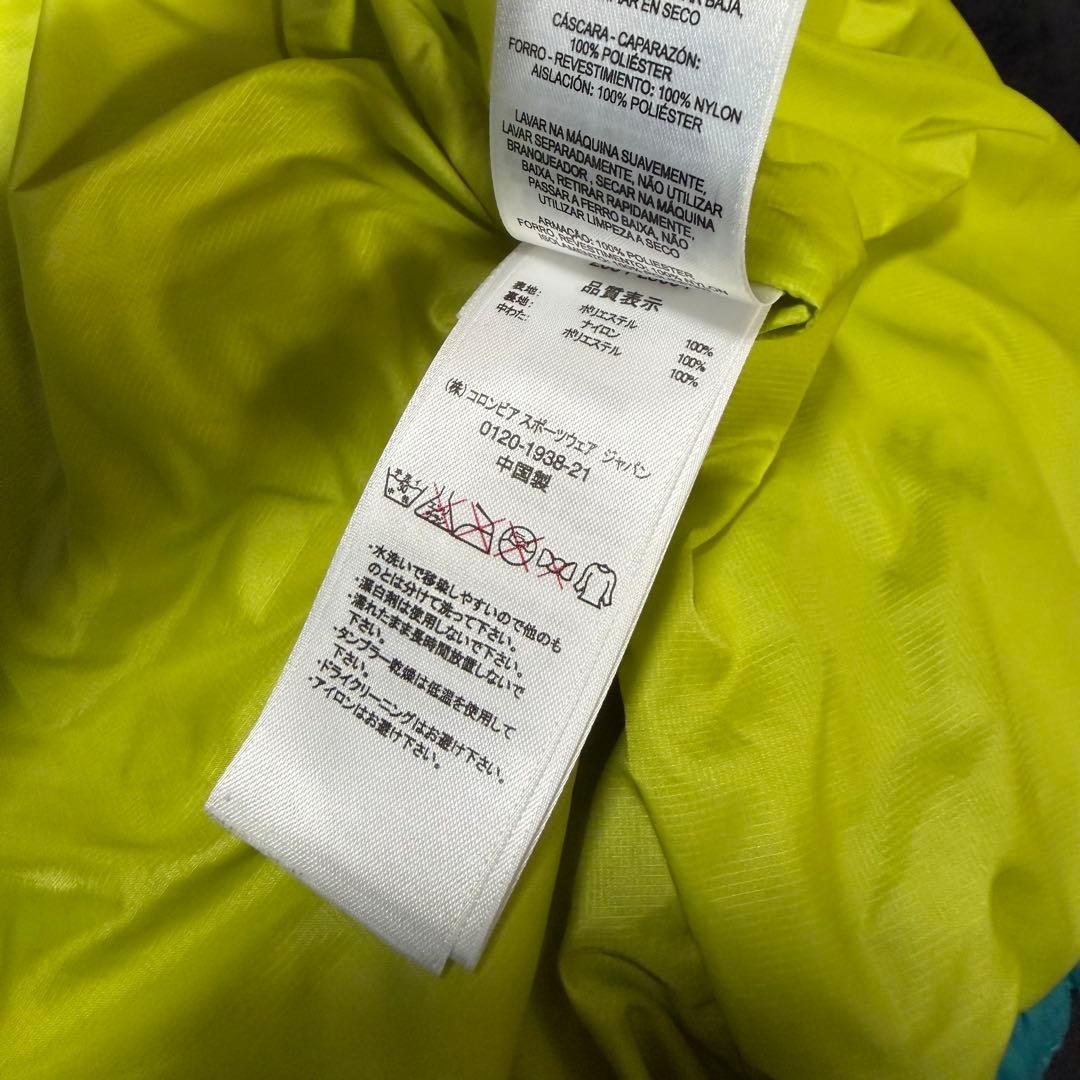 BAJA,
EN SECO
CÁSCARA - CAPARAZÓN:
100% POLIÉSTER
FORRO - REVESTIMIENTO: 100% NYLON
AISLACIÓN: 100% POLIÉSTER
LAVAR NA MÁQUINA SUAVEMENTE,
LAVAR SEPARADAMENTE, NÃO UTILIZAR
BRANQUEADOR , SECAR NA MÁQUINA
BAIXA, RETIRAR RAPIDAMENTE,
PASSAR A FERRO BAIXA, NÃO
UTILIZAR LIMPEZA A SECO
ARMAÇÃO: 100% POLIESTER
FORRO. REVESTIMENTO: 100% NYLON
ISOLAMENTO: 100%
品質表示
表地: ポリエステル 100%
裏地: ナイロン 100%
中わた: ポリエステル 100%
(株) コロンビア スポーツウェア ジャパン
0120-1938-21
中国製
・水洗いで移染しやすいので他のも
のとは分けて洗って下さい。
・漂白剤は使用しないで下さい。
・濡れたまま長時間放置しないで
下さい。
・タンブラー乾燥は低温を使用して
下さい。
・ドライクリーニングはお避け下さい。
・アイロンはお避け下さい。